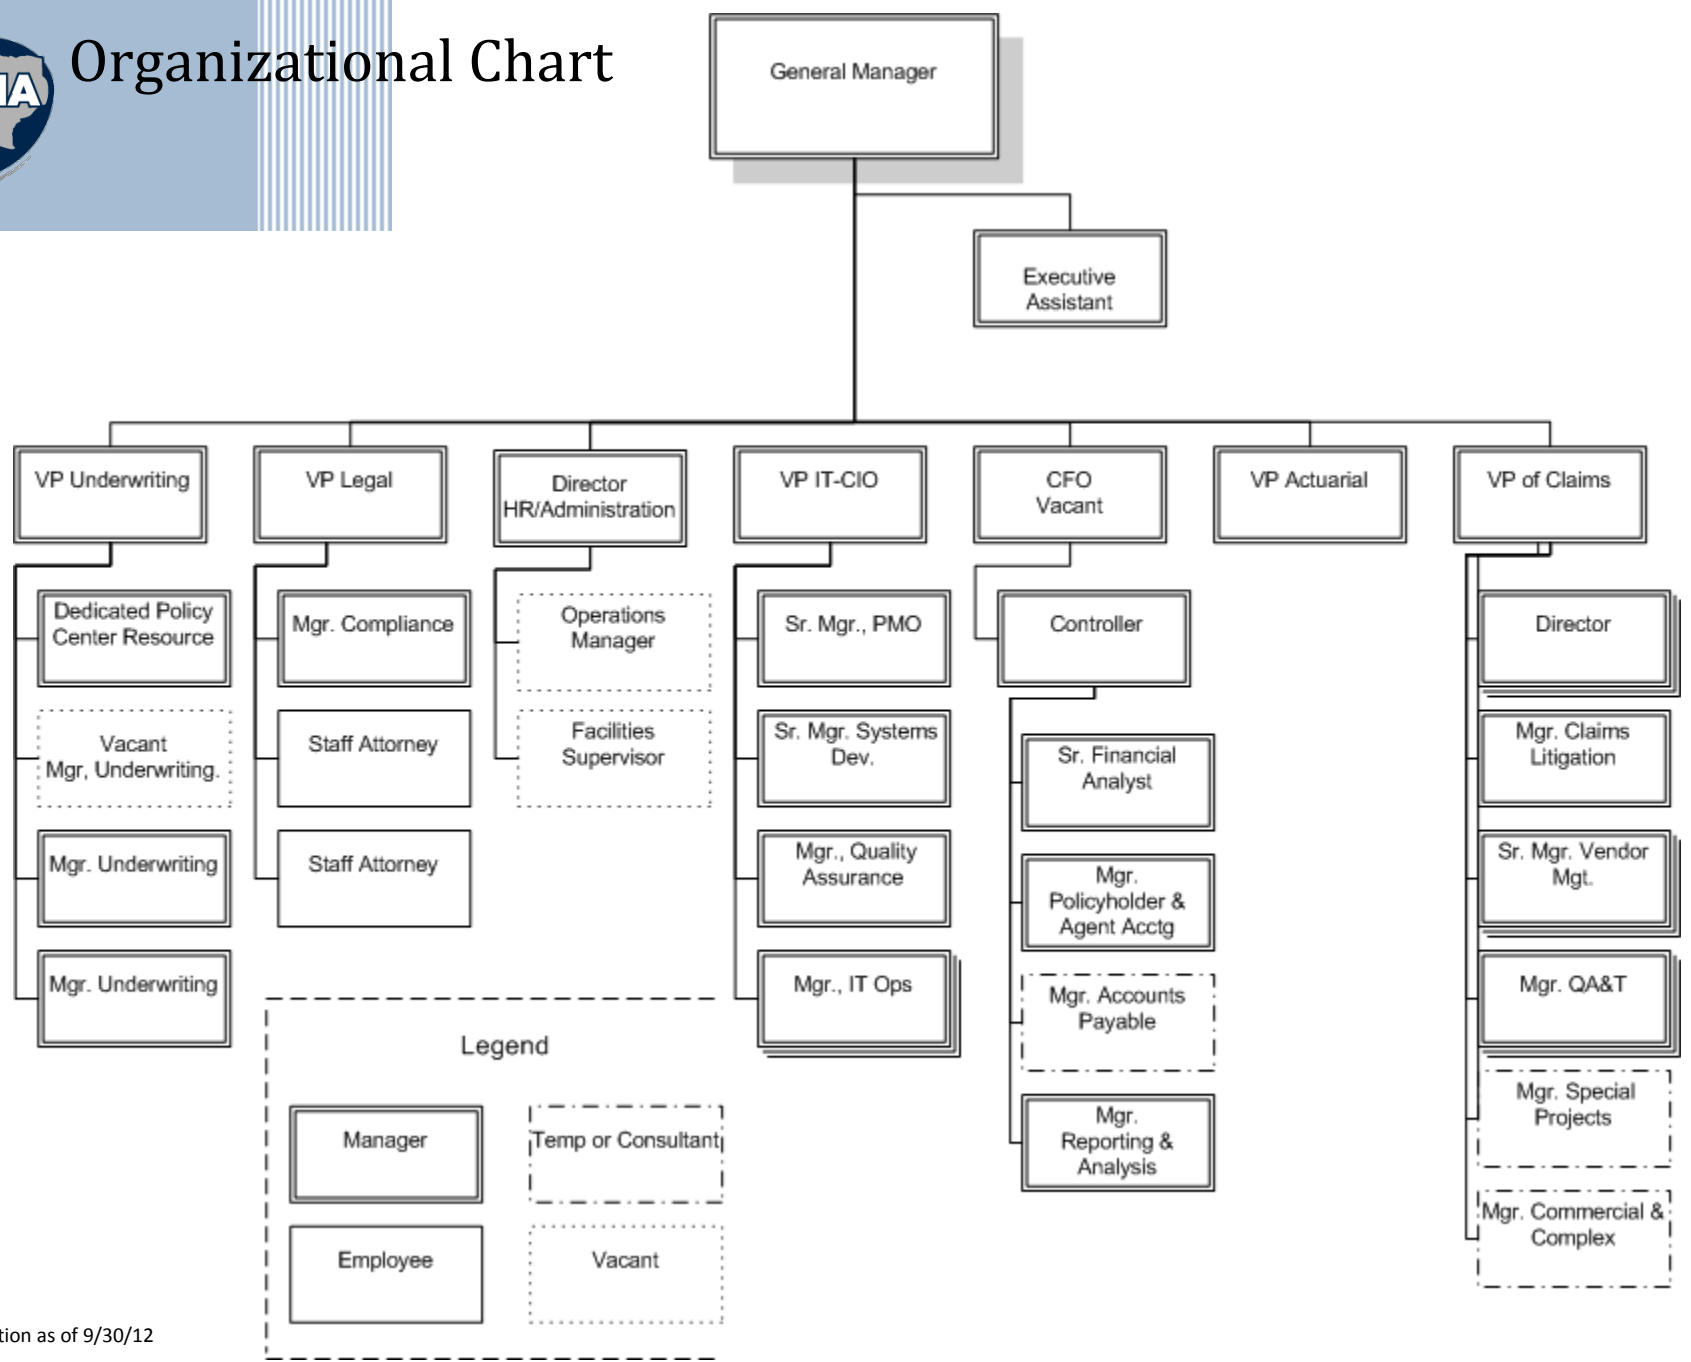 Organizational Chart
General Manager
Executive
Assistant
VP Underwriting
VP Legal
Director
HR/Administration
VP IT-CIO
CFO
Vacant
VP Actuarial
VP of Claims
Dedicated Policy
Center Resource
Vacant
Mgr, Underwriting.
Mgr. Underwriting
Mgr. Underwriting
Mgr. Compliance
Staff Attorney
Staff Attorney
Operations
Manager
Facilities
Supervisor
Sr. Mgr., PMO
Sr. Mgr. Systems
Dev.
Mgr., Quality
Assurance
Mgr., IT Ops
Controller
Sr. Financial
Analyst
Mgr.
Policyholder &
Agent Acctg
Mgr. Accounts
Payable
Mgr.
Reporting &
Analysis
Director
Mgr. Claims
Litigation
Sr. Mgr. Vendor
Mgt.
Mgr. QA&T
Mgr. Special
Projects
Mgr. Commercial &
Complex
Legend
Manager
Temp or Consultant
Employee
Vacant
as of 9/30/12